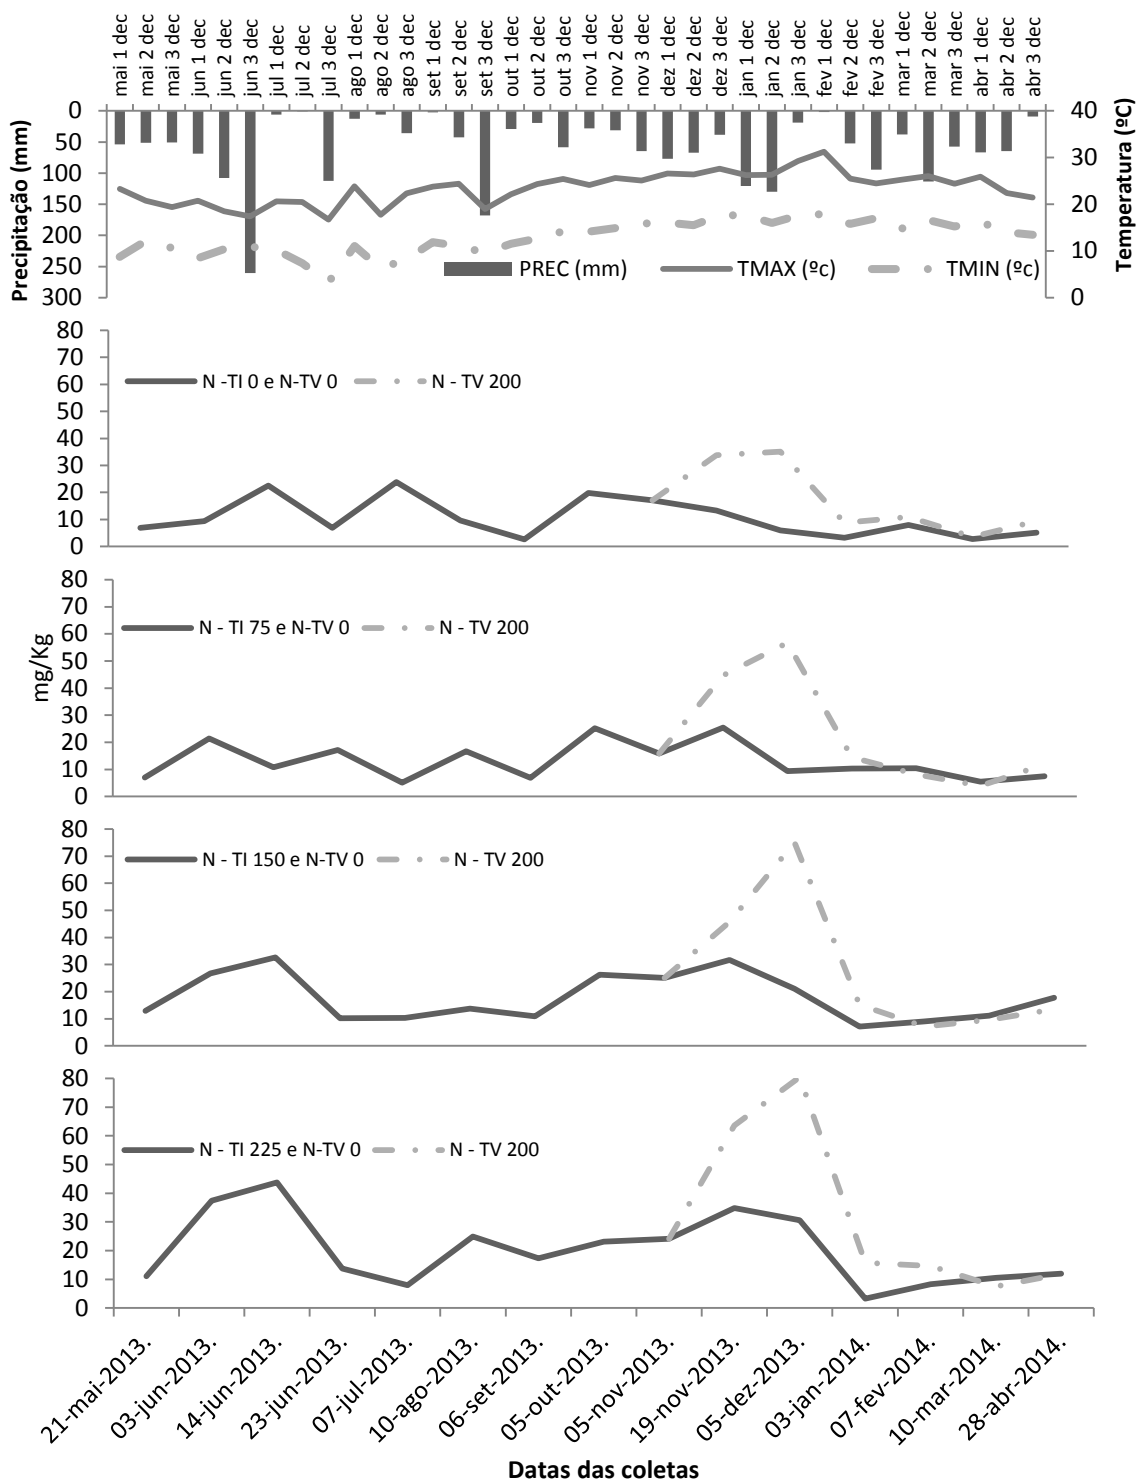 mai 1 dec
mai 2 dec
mai 3 dec
jun 1 dec
jun 2 dec
jun 3 dec
jul 1 dec
jul 2 dec
jul 3 dec
ago 1 dec
ago 2 dec
ago 3 dec
set 1 dec
set 2 dec
set 3 dec
out 1 dec
out 2 dec
out 3 dec
nov 1 dec
nov 2 dec
nov 3 dec
dez 1 dec
dez 2 dec
dez 3 dec
jan 1 dec
jan 2 dec
jan 3 dec
fev 1 dec
fev 2 dec
fev 3 dec
mar 1 dec
mar 2 dec
mar 3 dec
abr 1 dec
abr 2 dec
abr 3 dec
Precipitação (mm)
0
50
100
150
200
250
300
40
30
20
10
0
Temperatura (ºC)
PREC (mm) TMAX (ºc) TMIN (ºc)
80
70
60
50
40
30
20
10
0
N -TI 0 e N-TV 0 N - TV 200
mg/Kg
80
70
60
50
40
30
20
10
0
N - TI 75 e N-TV 0 N - TV 200
80
70
60
50
40
30
20
10
0
N - TI 150 e N-TV 0 N - TV 200
80
70
60
50
40
30
20
10
0
N - TI 225 e N-TV 0 N - TV 200
21-mai-2013.
03-jun-2013.
14-jun-2013.
23-jun-2013.
07-jul-2013.
10-ago-2013.
06-set-2013.
05-out-2013.
05-nov-2013.
19-nov-2013.
05-dez-2013.
03-jan-2014.
07-fev-2014.
10-mar-2014.
28-abr-2014.
Datas das coletas